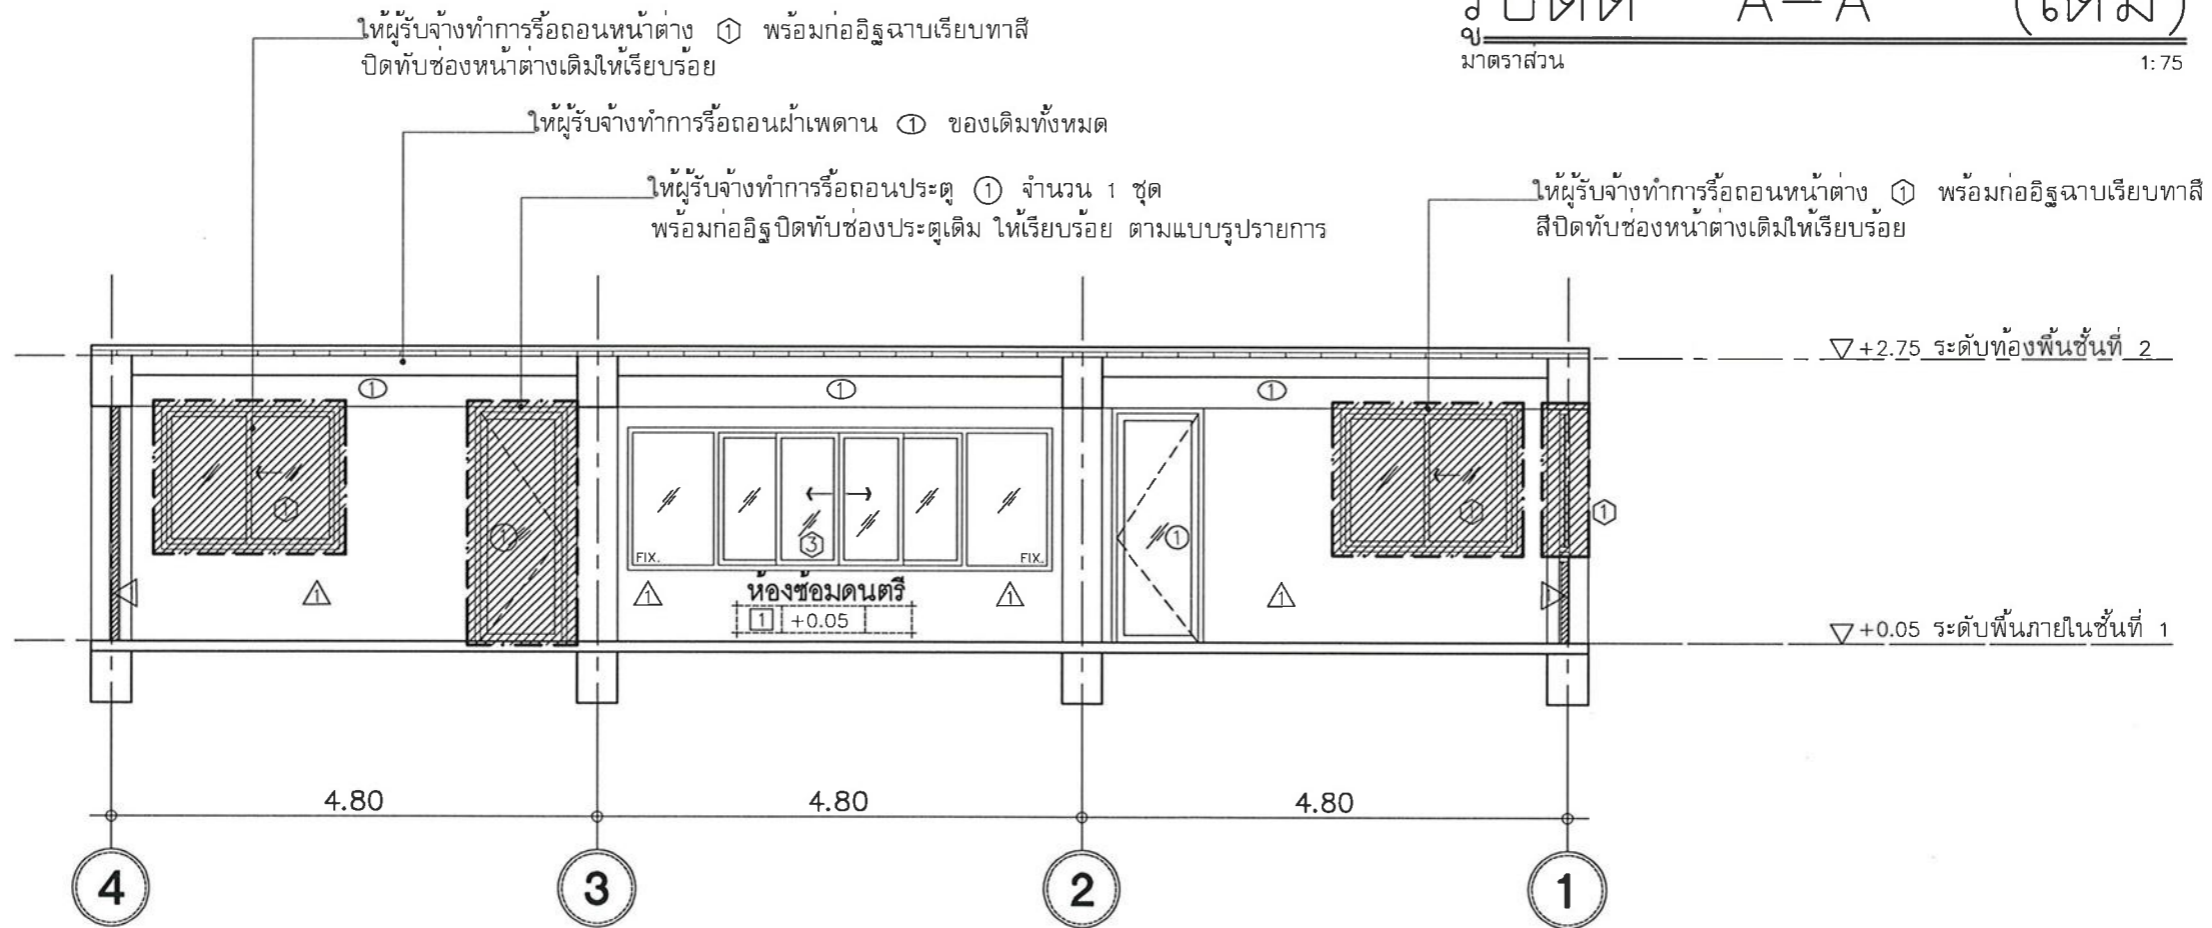 รูปตัด A-A (เดิม)
มาตราส่วน 1:75
ให้ผู้รับจ้างทำการรื้อถอนหน้าต่าง 1 พร้อมก่ออิฐฉาบเรียบทาสี
ปิดทับช่องหน้าต่างเดิมให้เรียบร้อย
ให้ผู้รับจ้างทำการรื้อถอนฝ้าเพดาน 1 ของเดิมทั้งหมด
ให้ผู้รับจ้างทำการรื้อถอนประตู 1 จำนวน 1 ชุด
พร้อมก่ออิฐปิดทับช่องประตูเดิม ให้เรียบร้อย ตามแบบรูปรายการ
ให้ผู้รับจ้างทำการรื้อถอนหน้าต่าง 1 พร้อมก่ออิฐฉาบเรียบทาสี
สีปิดทับช่องหน้าต่างเดิมให้เรียบร้อย
+2.75 ระดับท้องพื้นชั้นที่ 2
1 1 1
1 1 3 1 1 1
FIX. FIX.
1 1 1 1
ห้องซ้อมดนตรี
1 +0.05
+0.05 ระดับพื้นภายในชั้นที่ 1
4.80 4.80 4.80
4 3 2 1